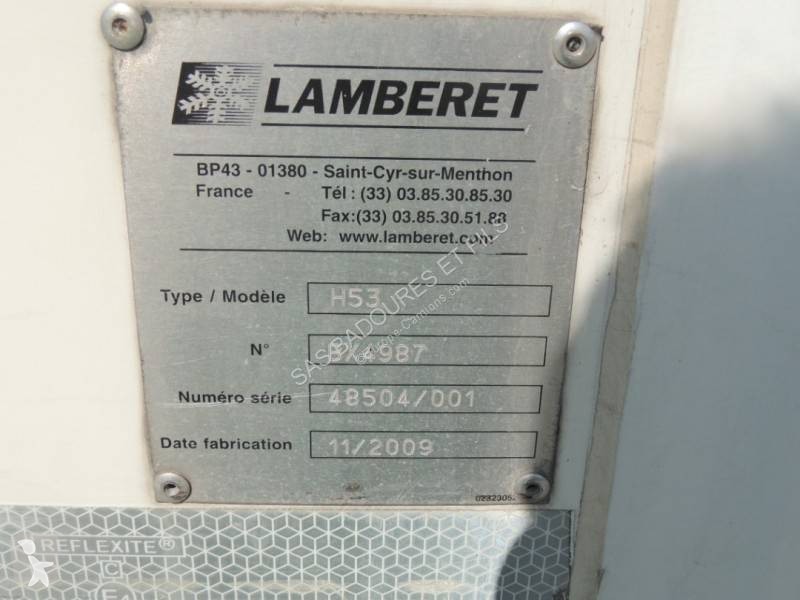 LAMBERET
BP43 - 01380 - Saint-Cyr-sur-Menthon
France - Tél : (33) 03.85.30.85.30
Fax:(33) 03.85.30.51.88
Web: www.lamberet.com
Type / Modèle H53
N°
Numéro série 48504/001
Date fabrication 11/2009
SAS BADOURES ET FILS
REFLEXITE®
C
E4